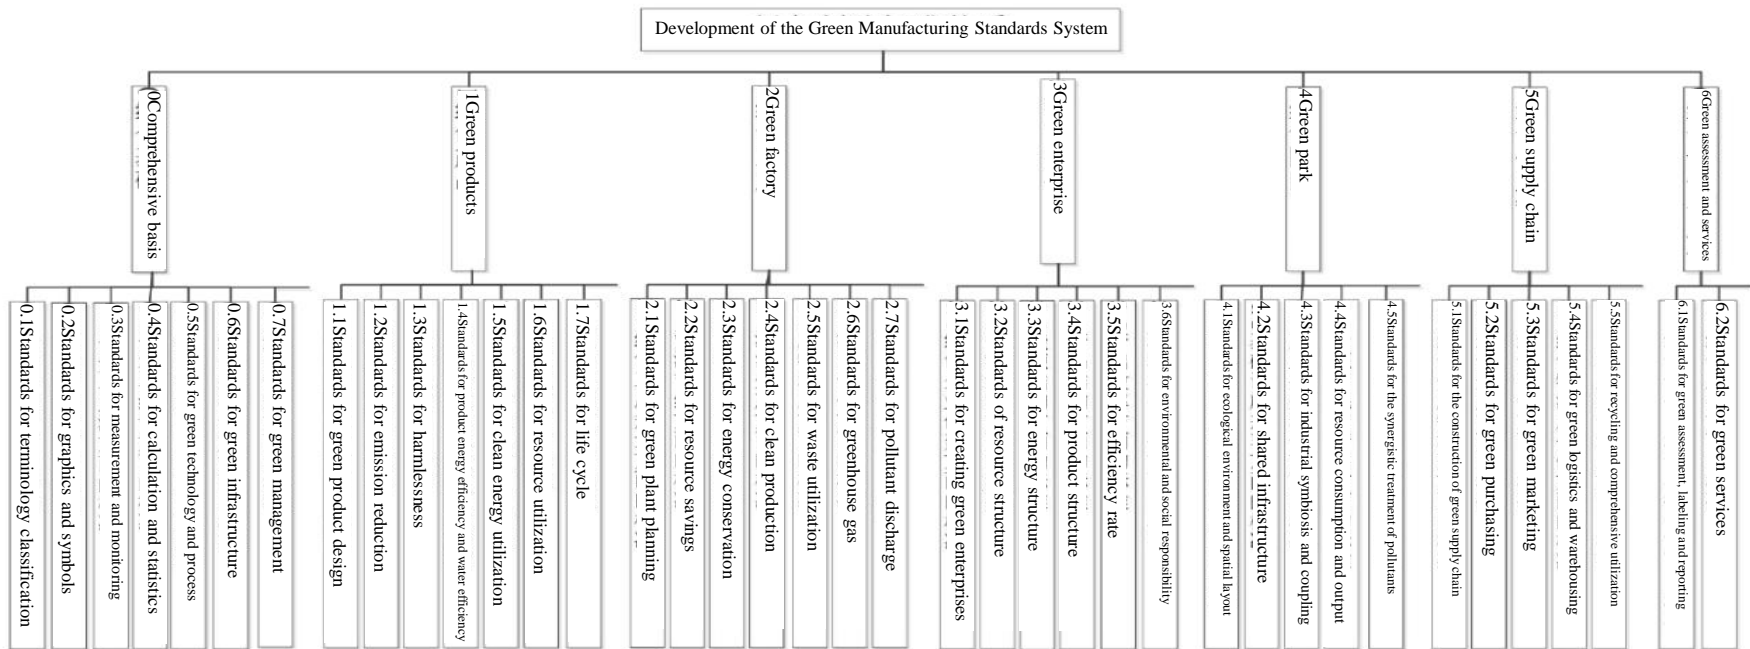 Development of the Green Manufacturing Standards System
0Comprehensive basis
1Green products
2Green factory
3Green enterprise
4Green park
5Green supply chain
6Green assessment and services
0.1Standards for terminology classification
0.2Standards for graphics and symbols
0.3Standards for measurement and monitoring
0.4Standards for calculation and statistics
0.5Standards for green technology and process
0.6Standards for green infrastructure
0.7Standards for green management
1.1Standards for green product design
1.2Standards for emission reduction
1.3Standards for harmlessness
1.4Standards for product energy efficiency and water efficiency
1.5Standards for clean energy utilization
1.6Standards for resource utilization
1.7Standards for life cycle
2.1Standards for green plant planning
2.2Standards for resource savings
2.3Standards for energy conservation
2.4Standards for clean production
2.5Standards for waste utilization
2.6Standards for greenhouse gas
2.7Standards for pollutant discharge
3.1Standards for creating green enterprises
3.2Standards of resource structure
3.3Standards for energy structure
3.4Standards for product structure
3.5Standards for efficiency rate
3.6Standards for environmental and social responsibility
4.1Standards for ecological environment and spatial layout
4.2Standards for shared infrastructure
4.3Standards for industrial symbiosis and coupling
4.4Standards for resource consumption and output
4.5Standards for the synergistic treatment of pollutants
5.1Standards for the construction of green supply chain
5.2Standards for green purchasing
5.3Standards for green marketing
5.4Standards for green logistics and warehousing
5.5Standards for recycling and comprehensive utilization
6.1Standards for green assessment, labeling and reporting
6.2Standards for green services